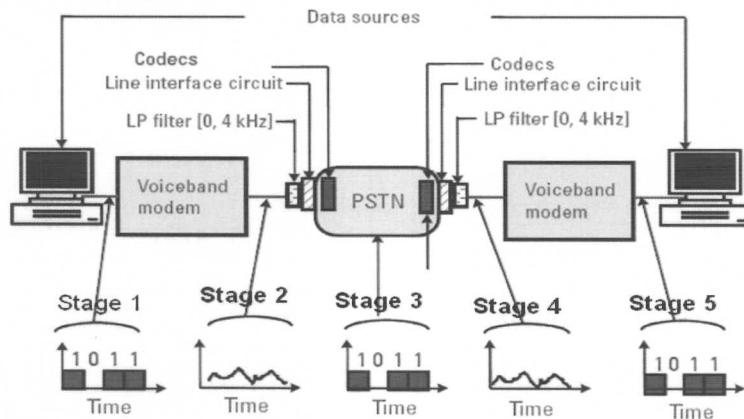 Data sources
Codecs
Line interface circuit
LP filter [0, 4 kHz]
Codecs
Line interface circuit
LP filter [0, 4 kHz]
Voiceband
modem
PSTN
Voiceband
modem
Stage 1
Stage 2
Stage 3
Stage 4
Stage 5
1 0 1 1
1 0 1 1
1 0 1 1
Time
Time
Time
Time
Time